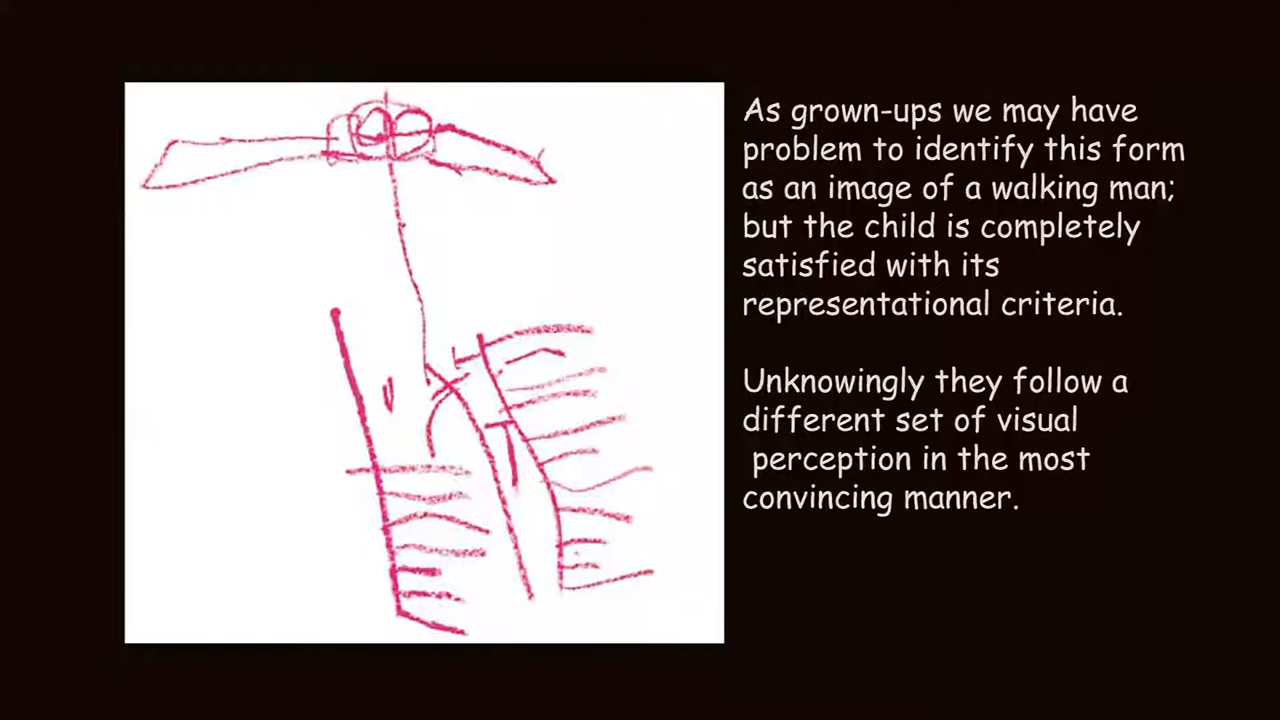 As grown-ups we may have
problem to identify this form
as an image of a walking man;
but the child is completely
satisfied with its
representational criteria.
Unknowingly they follow a
different set of visual
perception in the most
convincing manner.